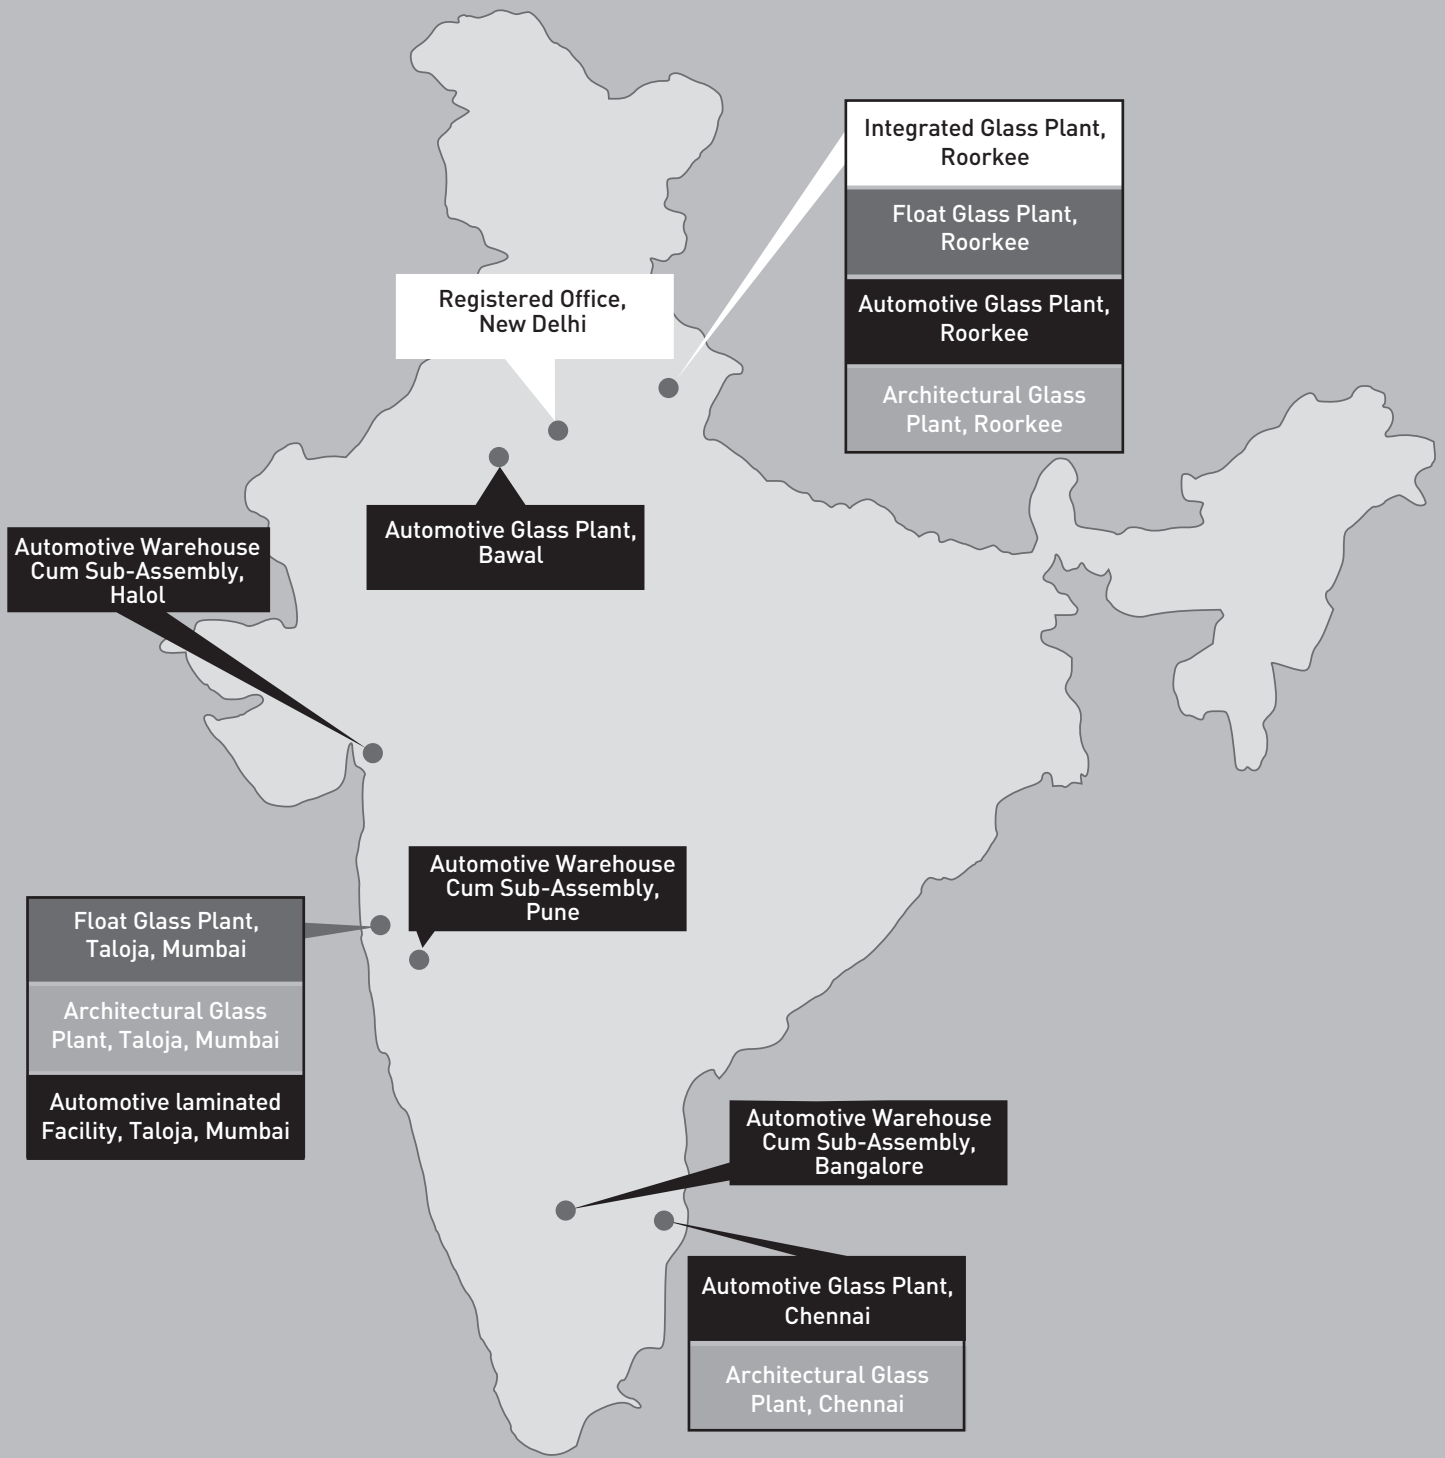 Integrated Glass Plant,
Roorkee
Float Glass Plant,
Roorkee
Automotive Glass Plant,
Roorkee
Architectural Glass
Plant, Roorkee
Registered Office,
New Delhi
Automotive Glass Plant,
Bawal
Automotive Warehouse
Cum Sub-Assembly,
Halol
Automotive Warehouse
Cum Sub-Assembly,
Pune
Float Glass Plant,
Taloja, Mumbai
Architectural Glass
Plant, Taloja, Mumbai
Automotive laminated
Facility, Taloja, Mumbai
Automotive Warehouse
Cum Sub-Assembly,
Bangalore
Automotive Glass Plant,
Chennai
Architectural Glass
Plant, Chennai